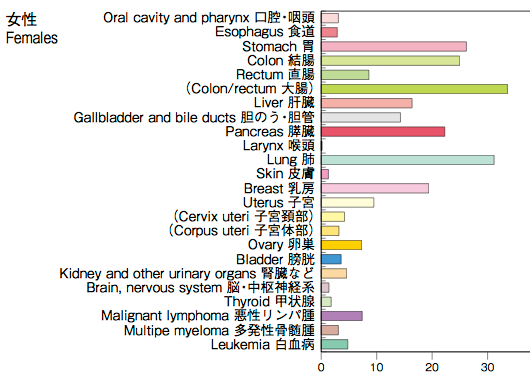 女性
Females
Oral cavity and pharynx 口腔・咽頭
Esophagus 食道
Stomach 胃
Colon 結腸
Rectum 直腸
(Colon/rectum 大腸)
Liver 肝臓
Gallbladder and bile ducts 胆のう・胆管
Pancreas 膵臓
Larynx 喉頭
Lung 肺
Skin 皮膚
Breast 乳房
Uterus 子宮
(Cervix uteri 子宮頚部)
(Corpus uteri 子宮体部)
Ovary 卵巣
Bladder 膀胱
Kidney and other urinary organs 腎臓など
Brain, nervous system 脳・中枢神経系
Thyroid 甲状腺
Malignant lymphoma 悪性リンパ腫
Multipe myeloma 多発性骨髄腫
Leukemia 白血病
0 10 20 30